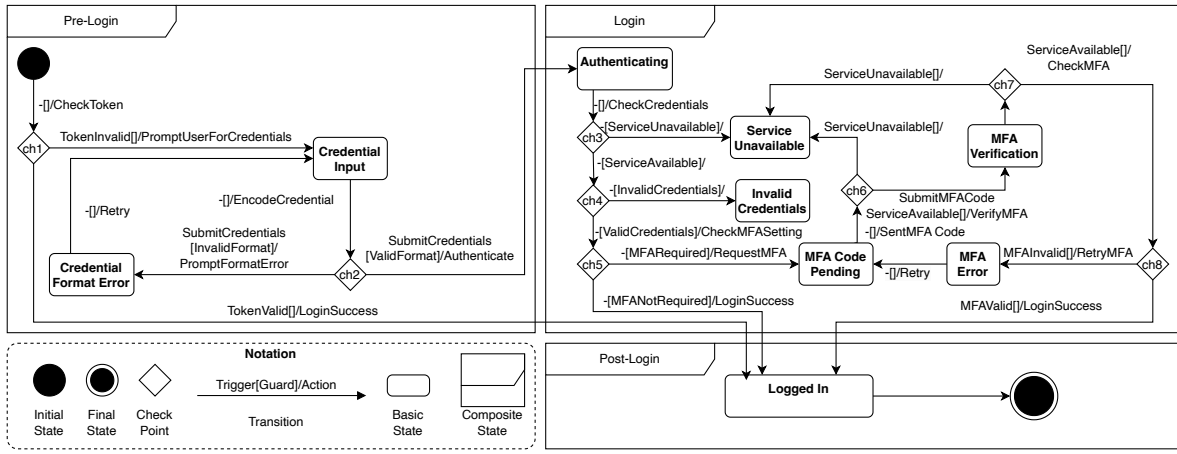 Pre-Login
-[]/CheckToken
ch1
TokenInvalid[]/PromptUserForCredentials
Credential
Input
-[]/Retry
-[]/EncodeCredential
SubmitCredentials
[InvalidFormat]/
PromptFormatError
SubmitCredentials
[ValidFormat]/Authenticate
Credential
Format Error
ch2
TokenValid[]/LoginSuccess
Login
Authenticating
-[]/CheckCredentials
ch3
-[ServiceUnavailable]/
Service
Unavailable
ServiceUnavailable[]/
ch7
ServiceAvailable[]/
CheckMFA
ServiceUnavailable[]/
MFA
Verification
-[ServiceAvailable]/
ch4
-[InvalidCredentials]/
Invalid
Credentials
ch6
SubmitMFACode
ServiceAvailable[]/VerifyMFA
-[]/SentMFA Code
-[ValidCredentials]/CheckMFASetting
ch5
-[MFARequired]/RequestMFA
MFA Code
Pending
-[]/Retry
MFA
Error
MFAInvalid[]/RetryMFA
ch8
-[MFANotRequired]/LoginSuccess
MFAValid[]/LoginSuccess
Notation
Initial
State
Final
State
Check
Point
Trigger[Guard]/Action
Transition
Basic
State
Composite
State
Post-Login
Logged In